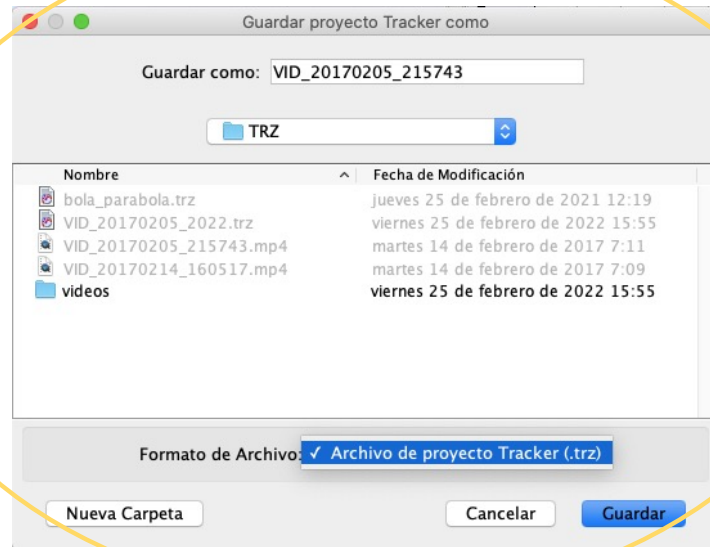 Guardar proyecto Tracker como
Guardar como: VID_20170205_215743
TRZ
Nombre Fecha de Modificación
bola_parabola.trz jueves 25 de febrero de 2021 12:19
VID_20170205_2022.trz viernes 25 de febrero de 2022 15:55
VID_20170205_215743.mp4 martes 14 de febrero de 2017 7:11
VID_20170214_160517.mp4 martes 14 de febrero de 2017 7:09
videos viernes 25 de febrero de 2022 15:55
Formato de Archivo: ✓ Archivo de proyecto Tracker (.trz)
Nueva Carpeta Cancelar Guardar